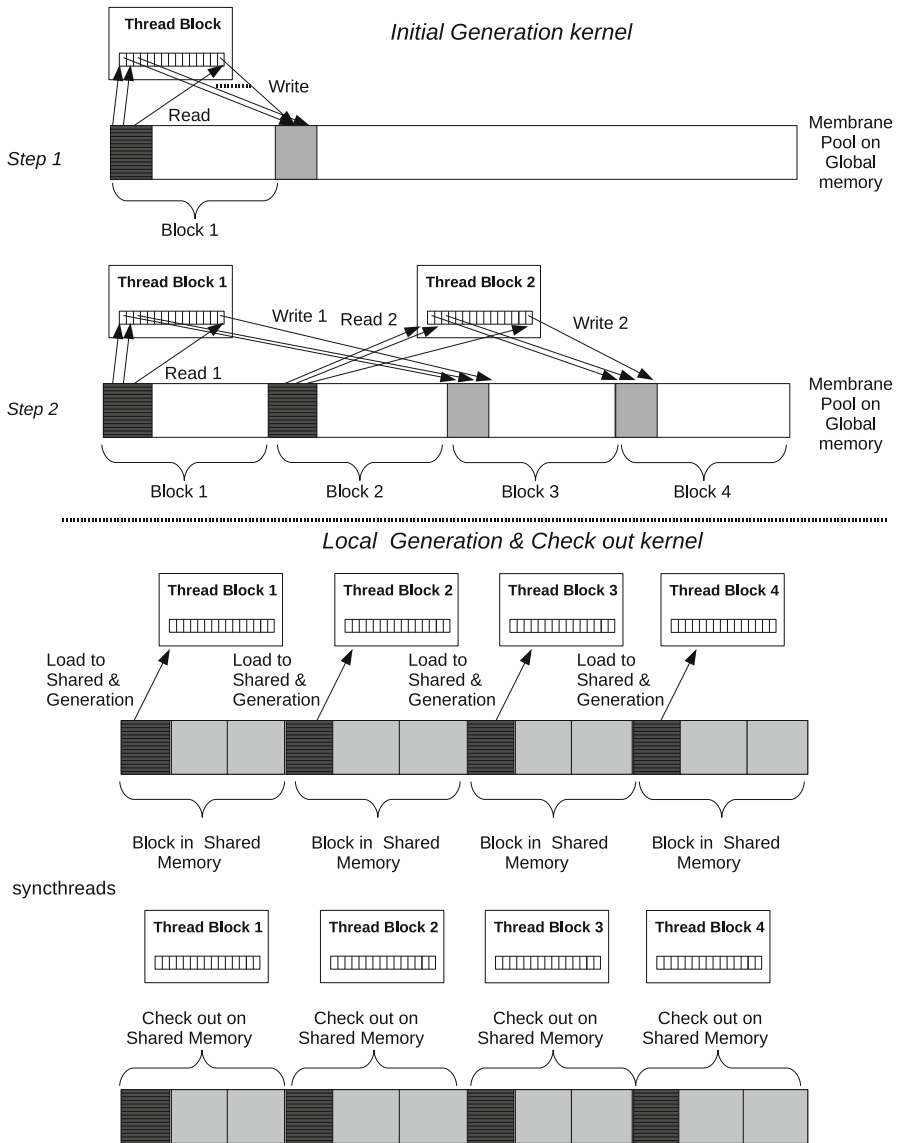 Initial Generation kernel
Thread Block
Write
Read
Step 1
Membrane
Pool on
Global
memory
Block 1
Thread Block 1
Thread Block 2
Write 1
Read 2
Write 2
Read 1
Step 2
Membrane
Pool on
Global
memory
Block 1
Block 2
Block 3
Block 4
Local Generation & Check out kernel
Thread Block 1
Thread Block 2
Thread Block 3
Thread Block 4
Load to
Shared &
Generation
Load to
Shared &
Generation
Load to
Shared &
Generation
Load to
Shared &
Generation
Block in Shared
Memory
Block in Shared
Memory
Block in Shared
Memory
Block in Shared
Memory
syncthreads
Thread Block 1
Thread Block 2
Thread Block 3
Thread Block 4
Check out on
Shared Memory
Check out on
Shared Memory
Check out on
Shared Memory
Check out on
Shared Memory